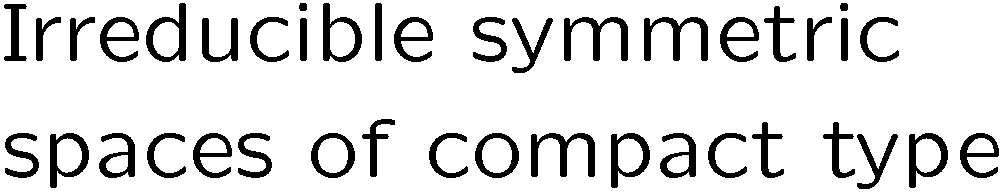 Irreducible symmetric
spaces of compact type